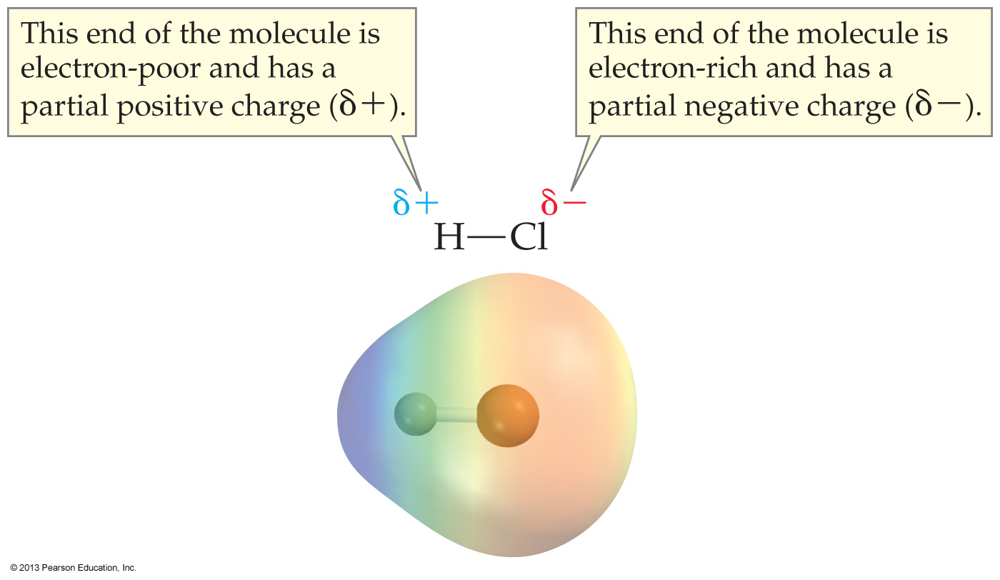 This end of the molecule is
electron-poor and has a
partial positive charge (δ+).
This end of the molecule is
electron-rich and has a
partial negative charge (δ−).
δ+ δ−
H—Cl
© 2013 Pearson Education, Inc.